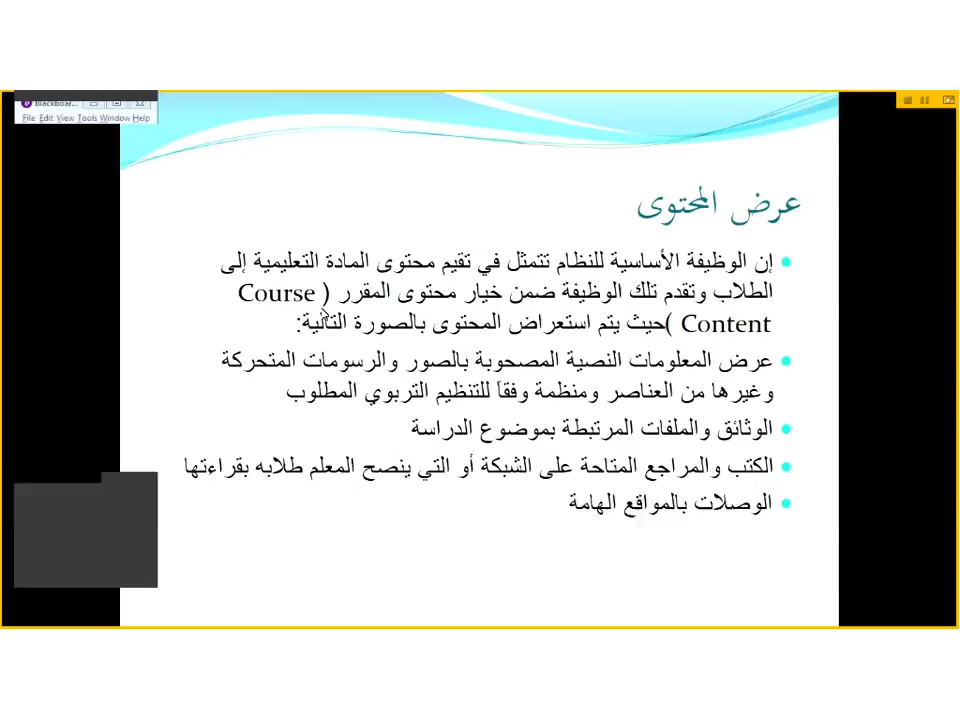 Blackboar...
File Edit View Tools Window Help
عرض المحتوى
إن الوظيفة الأساسية للنظام تتمثل في تقيم محتوى المادة التعليمية إلى
الطلاب وتقدم تلك الوظيفة ضمن خيار محتوى المقرر ( Course
Content )حيث يتم استعراض المحتوى بالصورة التالية:
عرض المعلومات النصية المصحوبة بالصور والرسومات المتحركة
وغيرها من العناصر ومنظمة وفقاً للتنظيم التربوي المطلوب
الوثائق والملفات المرتبطة بموضوع الدراسة
الكتب والمراجع المتاحة على الشبكة أو التي ينصح المعلم طلابه بقراءتها
الوصلات بالمواقع الهامة